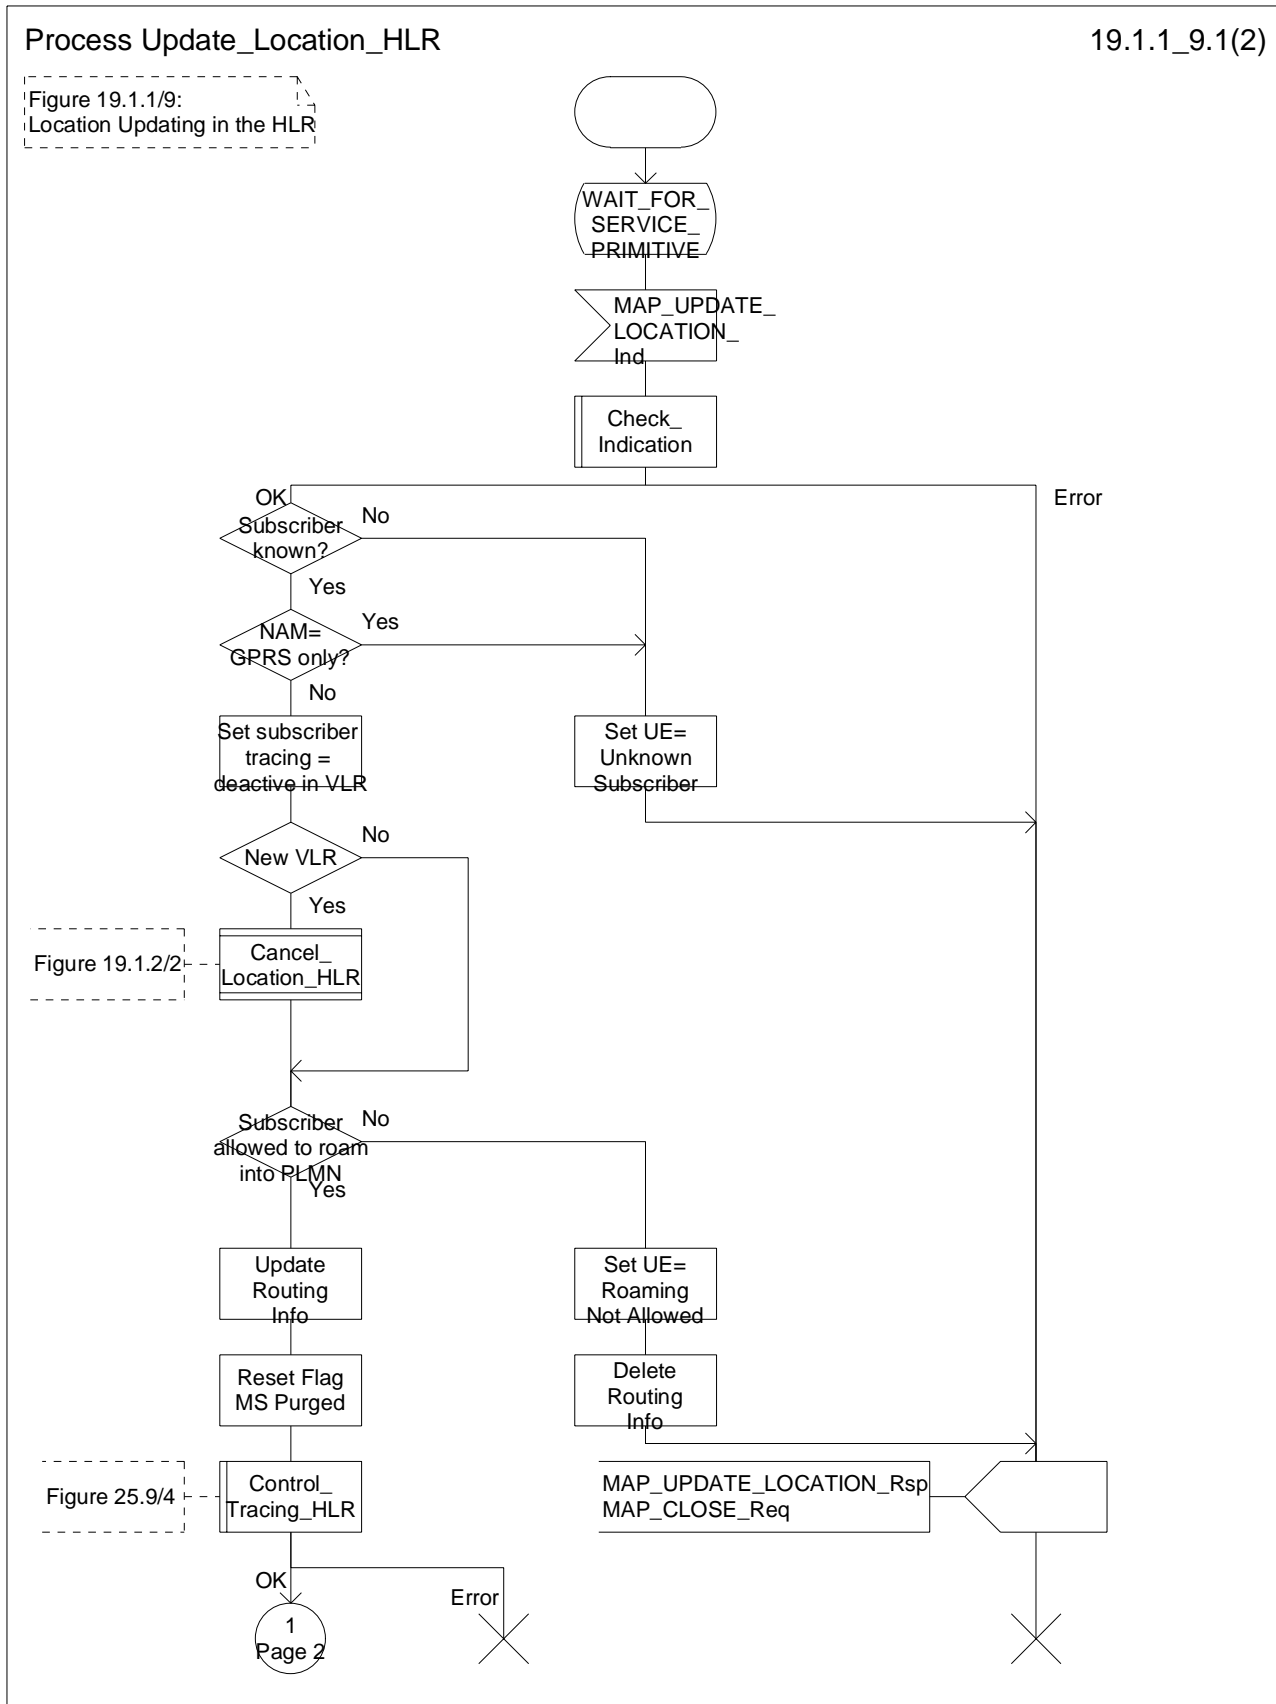 Process Update_Location_HLR
19.1.1_9.1(2)
Figure 19.1.1/9:
Location Updating in the HLR
WAIT_FOR_
SERVICE_
PRIMITIVE
MAP_UPDATE_
LOCATION_
Ind
Check_
Indication
OK
Error
Subscriber
known?
No
Yes
NAM=
GPRS only?
Yes
No
Set subscriber
tracing =
deactive in VLR
Set UE=
Unknown
Subscriber
New VLR
No
Yes
Figure 19.1.2/2
Cancel_
Location_HLR
Subscriber
allowed to roam
into PLMN
No
Yes
Update
Routing
Info
Set UE=
Roaming
Not Allowed
Reset Flag
MS Purged
Delete
Routing
Info
Figure 25.9/4
Control_
Tracing_HLR
MAP_UPDATE_LOCATION_Rsp
MAP_CLOSE_Req
OK
Error
1
Page 2